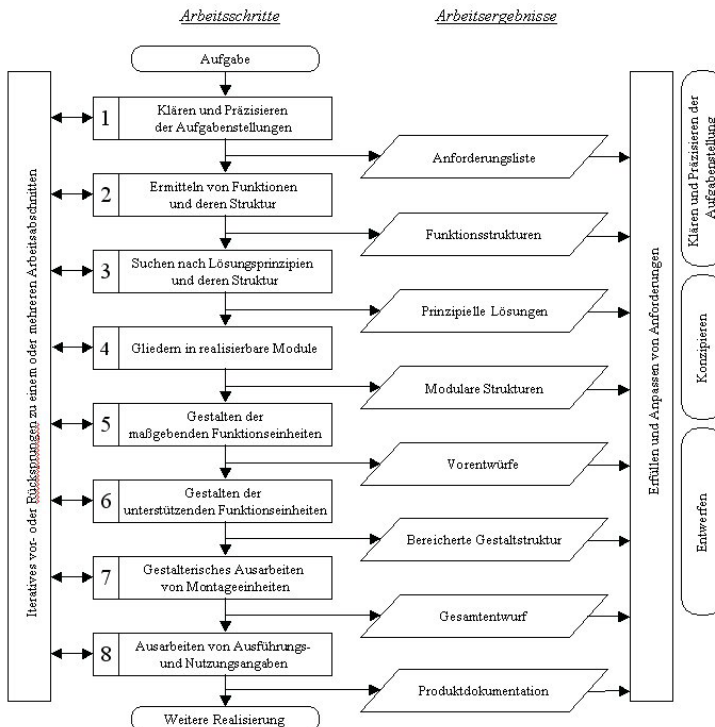 Arbeitsschritte
Arbeitsergebnisse
Aufgabe
1
Klären und Präzisieren
der Aufgabenstellungen
Anforderungsliste
2
Ermitteln von Funktionen
und deren Struktur
Funktionsstrukturen
3
Suchen nach Lösungsprinzipien
und deren Struktur
Prinzipielle Lösungen
4
Gliedern in realisierbare Module
Modulare Strukturen
5
Gestalten der
maßgebenden Funktionseinheiten
Vorentwürfe
6
Gestalten der
unterstützenden Funktionseinheiten
Bereicherte Gestaltstruktur
7
Gestalterisches Ausarbeiten
von Montageeinheiten
Gesamtentwurf
8
Ausarbeiten von Ausführungs-
und Nutzungsangaben
Produktdokumentation
Weitere Realisierung
Iteratives vor- oder Rücksprungen zu einem oder mehreren Arbeitsabschnitten
Erfüllen und Anpassen von Anforderungen
Klären und Präzisieren der
Aufgabenstellung
Konzipieren
Entwerfen